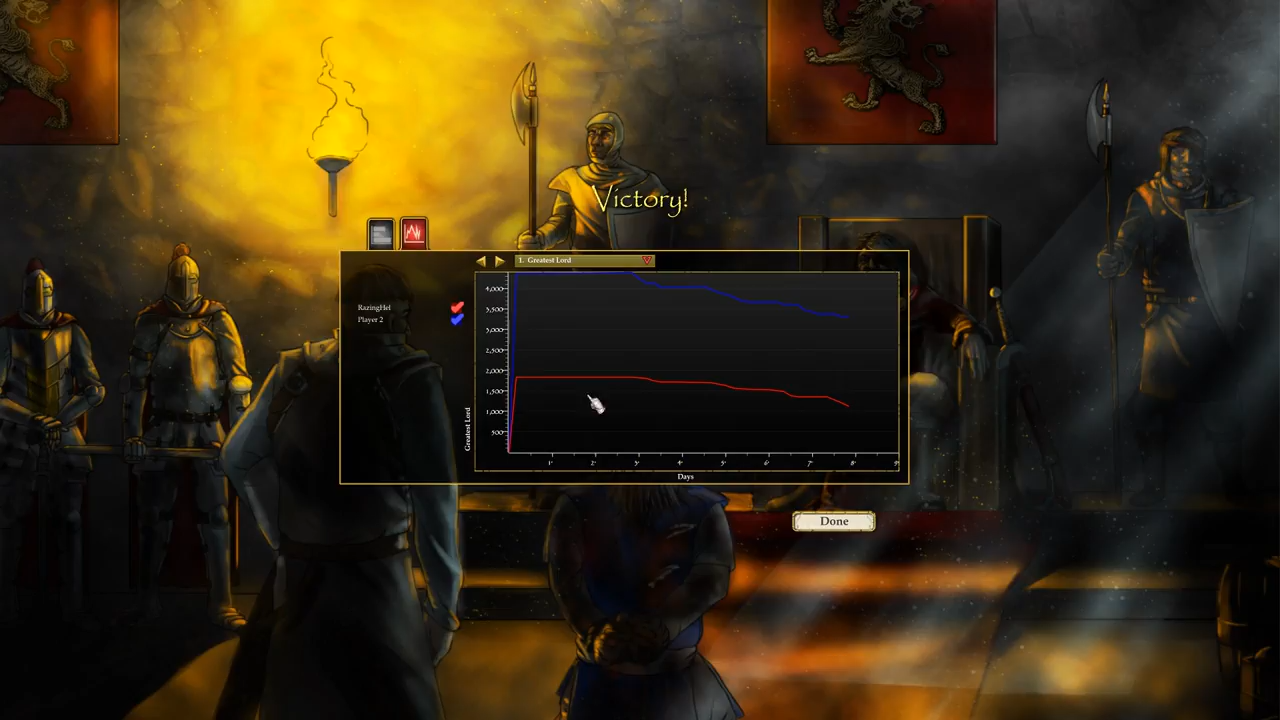 Victory!
1. Greatest Lord
RazingHel
Player 2
4,000
3,500
3,000
2,500
2,000
1,500
1,000
500
Greatest Lord
1
2
3
4
5
6
7
8
9
Days
Done